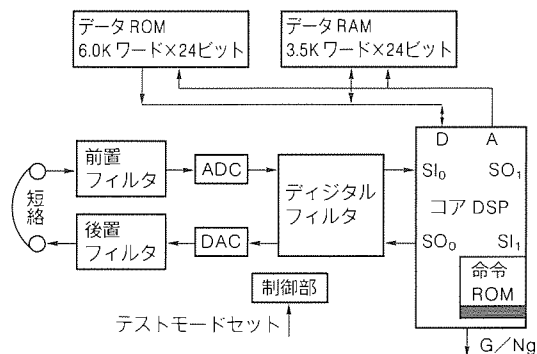 データROM
6.0Kワード×24ビット
データRAM
3.5Kワード×24ビット
D A
前置
フィルタ
ADC
ディジタル
フィルタ
SI₀ SO₁
コアDSP
短絡
後置
フィルタ
DAC
SO₀ SI₁
命令
ROM
制御部
テストモードセット
G/Ng